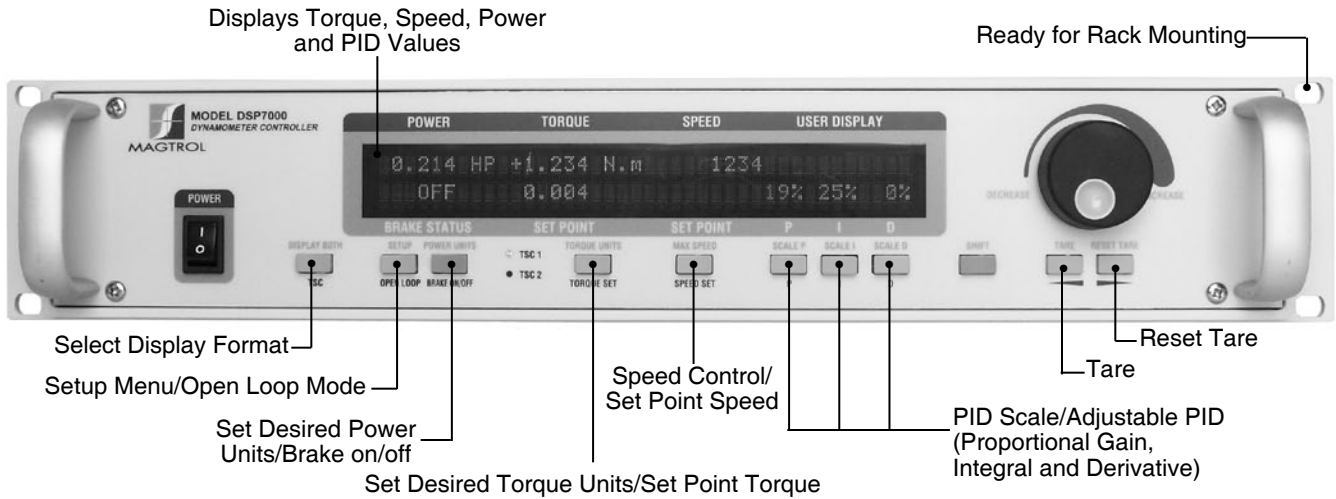 Displays Torque, Speed, Power
and PID Values
Ready for Rack Mounting
MODEL DSP7000
DYNAMOMETER CONTROLLER
MAGTROL
POWER TORQUE SPEED USER DISPLAY
0.214 HP +1.234 N.m 1234
OFF 0.004 19% 25% 0%
BRAKE STATUS SET POINT SET POINT P I D
POWER
I
O
DECREASE INCREASE
DISPLAY BOTH SETUP POWER UNITS TSC 1 TORQUE UNITS MAX SPEED SCALE P SCALE I SCALE D SHIFT TARE RESET TARE
TSC OPEN LOOP BRAKE ON/OFF TSC 2 TORQUE SET SPEED SET P I D
Select Display Format
Reset Tare
Setup Menu/Open Loop Mode
Tare
Speed Control/
Set Point Speed
Set Desired Power
Units/Brake on/off
PID Scale/Adjustable PID
(Proportional Gain,
Integral and Derivative)
Set Desired Torque Units/Set Point Torque